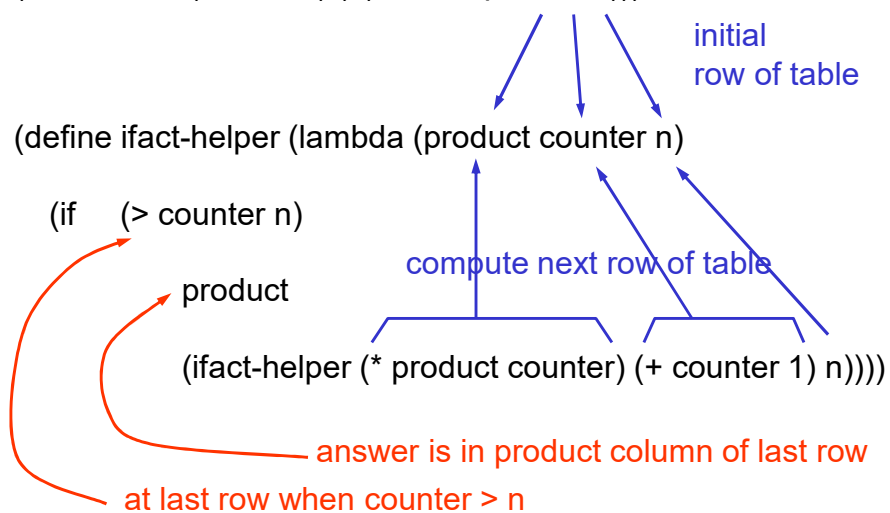 initial
row of table
(define ifact-helper (lambda (product counter n)
(if (> counter n)
compute next row of table
product
(ifact-helper (* product counter) (+ counter 1) n))))
answer is in product column of last row
at last row when counter > n